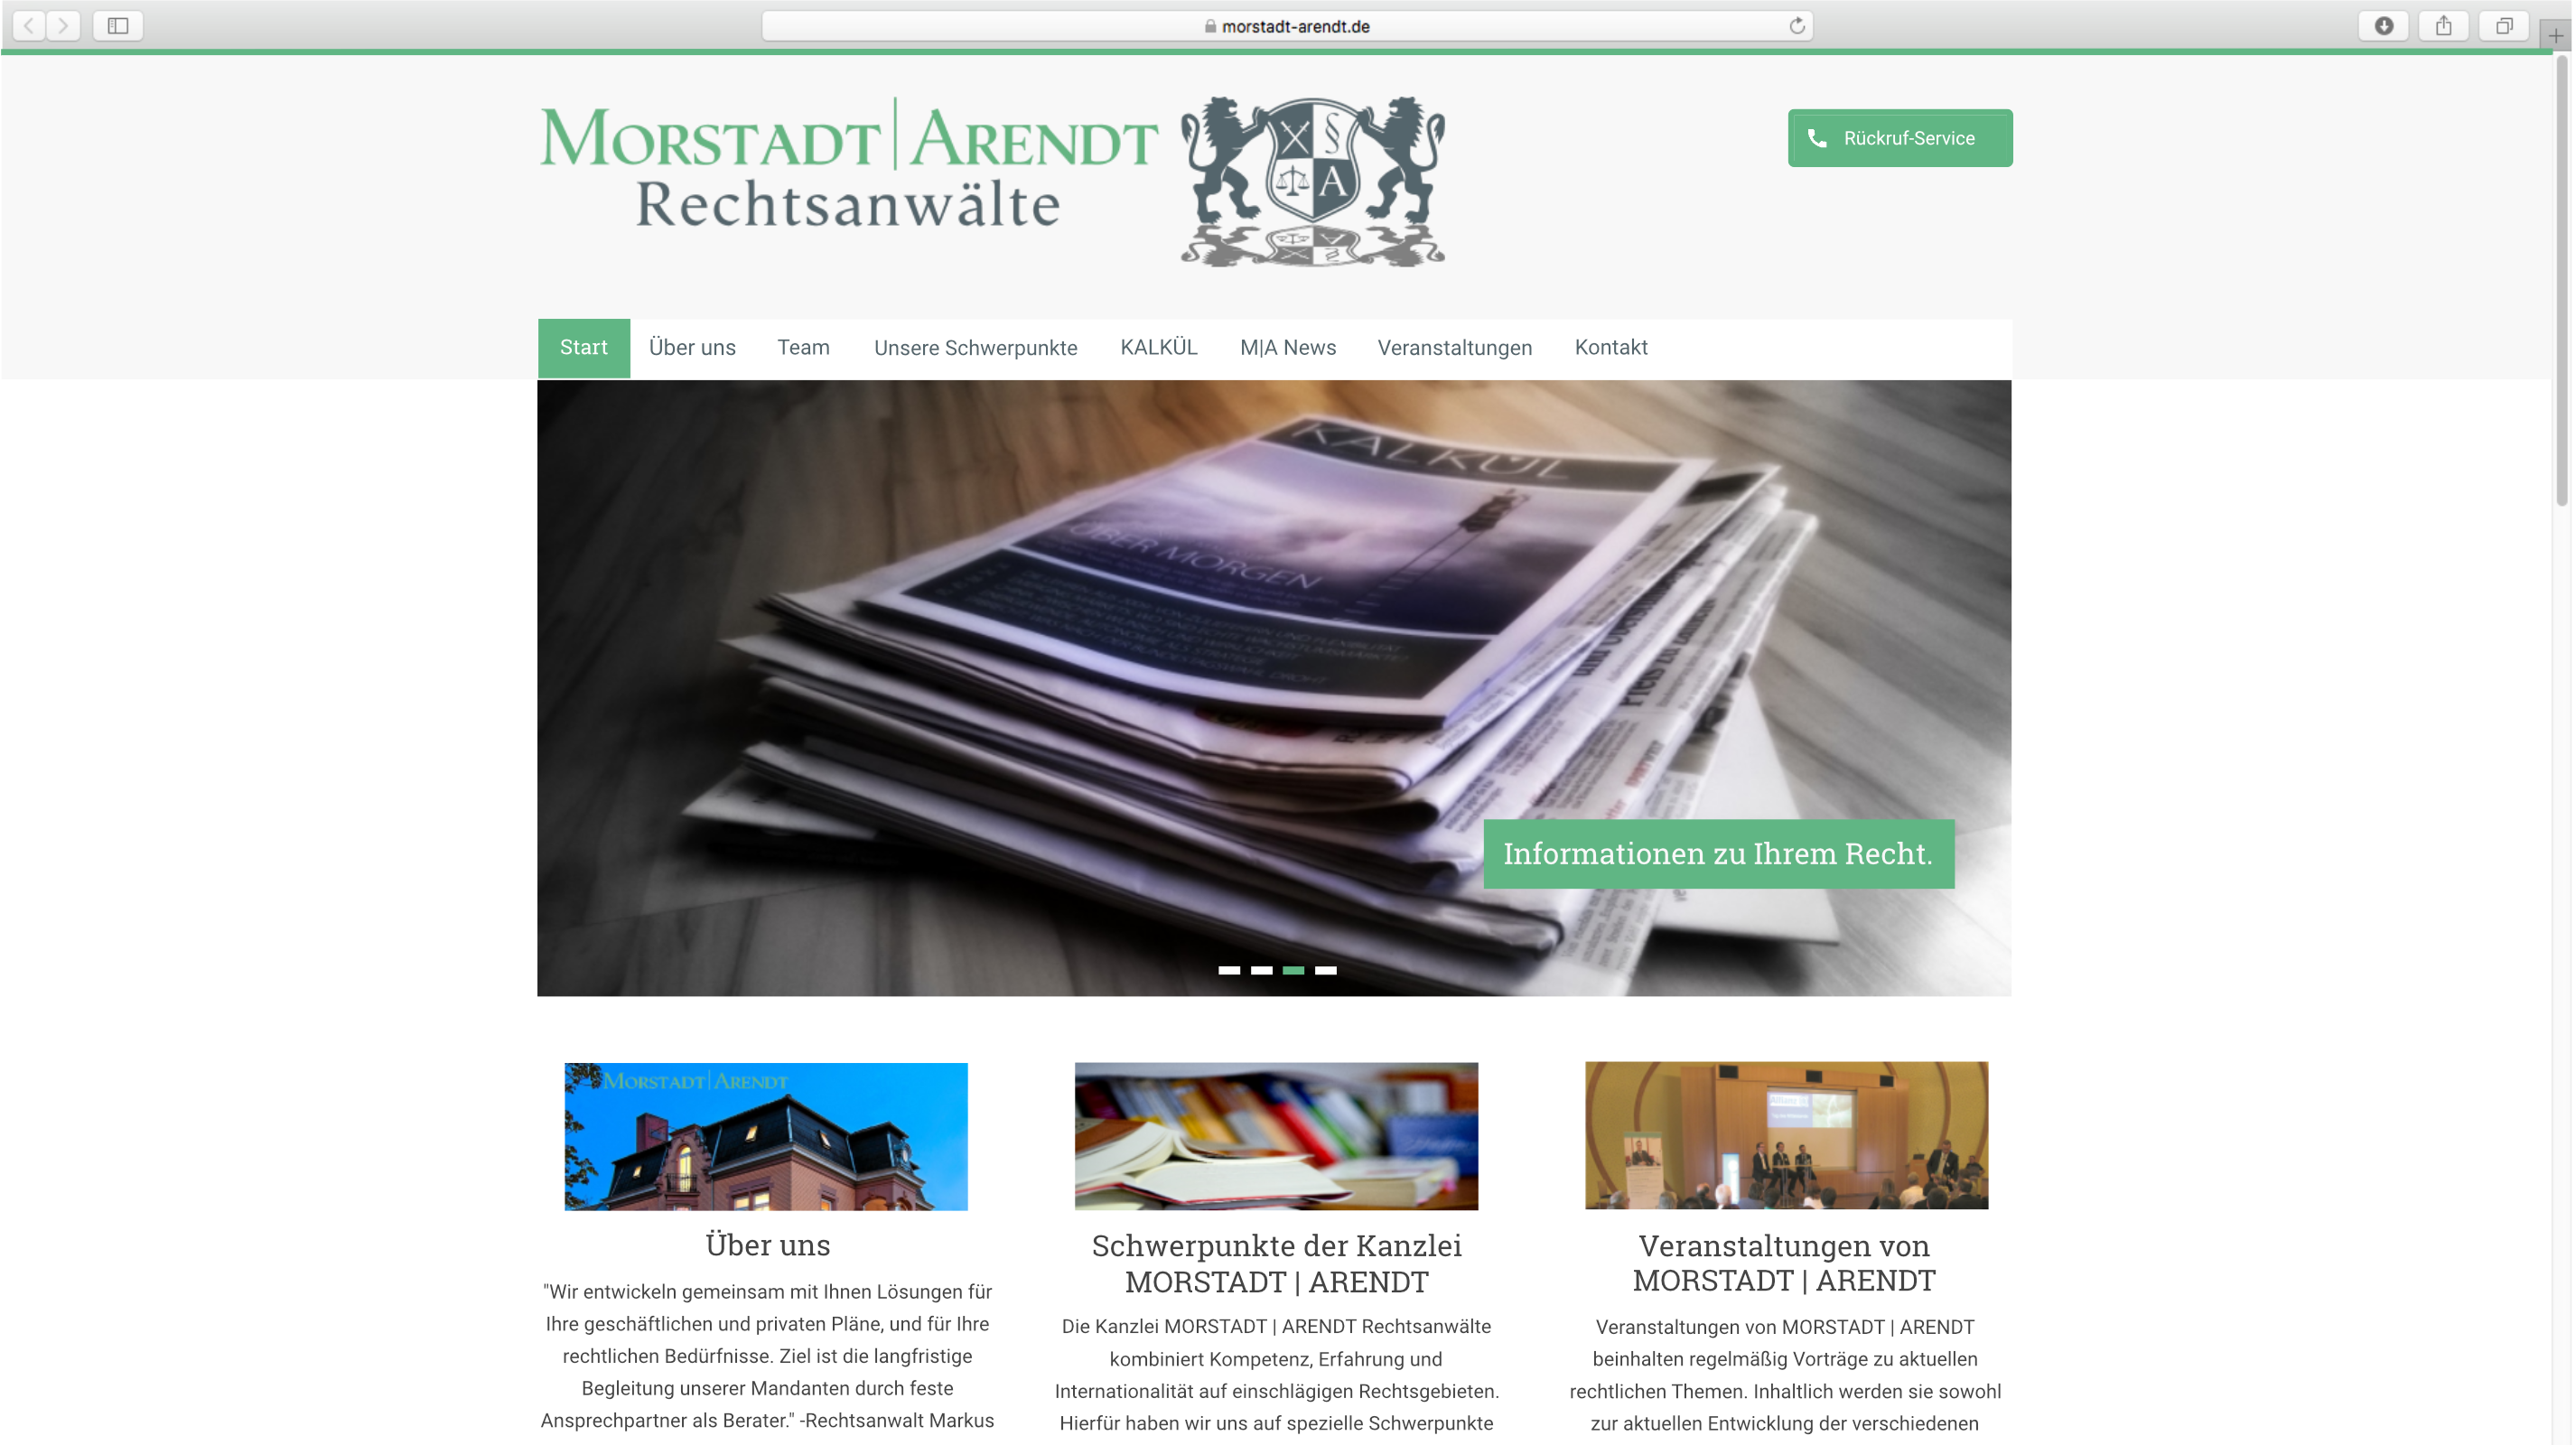 morstadt-arendt.de
MORSTADT | ARENDT
Rechtsanwälte
§
A
Rückruf-Service
Start Über uns Team Unsere Schwerpunkte KALKÜL M|A News Veranstaltungen Kontakt
KALKÜL
ÜBER MORGEN
Informationen zu Ihrem Recht.
MORSTADT | ARENDT
Über uns
"Wir entwickeln gemeinsam mit Ihnen Lösungen für
Ihre geschäftlichen und privaten Pläne, und für Ihre
rechtlichen Bedürfnisse. Ziel ist die langfristige
Begleitung unserer Mandanten durch feste
Ansprechpartner als Berater." -Rechtsanwalt Markus
Schwerpunkte der Kanzlei
MORSTADT | ARENDT
Die Kanzlei MORSTADT | ARENDT Rechtsanwälte
kombiniert Kompetenz, Erfahrung und
Internationalität auf einschlägigen Rechtsgebieten.
Hierfür haben wir uns auf spezielle Schwerpunkte
Allianz
Veranstaltungen von
MORSTADT | ARENDT
Veranstaltungen von MORSTADT | ARENDT
beinhalten regelmäßig Vorträge zu aktuellen
rechtlichen Themen. Inhaltlich werden sie sowohl
zur aktuellen Entwicklung der verschiedenen